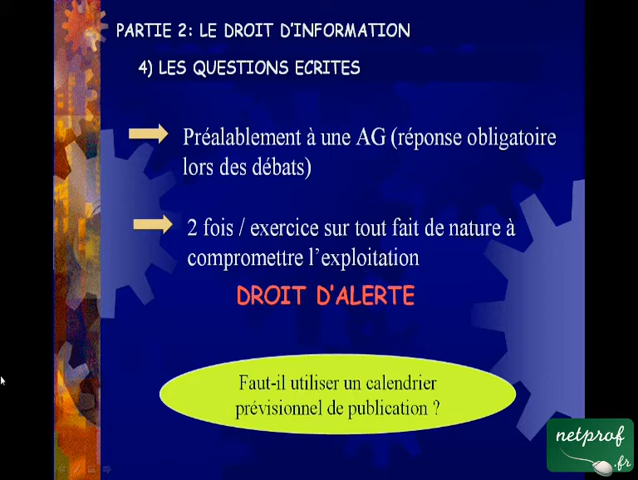 PARTIE 2: LE DROIT D'INFORMATION
4) LES QUESTIONS ECRITES
Préalablement à une AG (réponse obligatoire
lors des débats)
2 fois / exercice sur tout fait de nature à
compromettre l'exploitation
DROIT D'ALERTE
Faut-il utiliser un calendrier
prévisionnel de publication ?
netprof
.fr